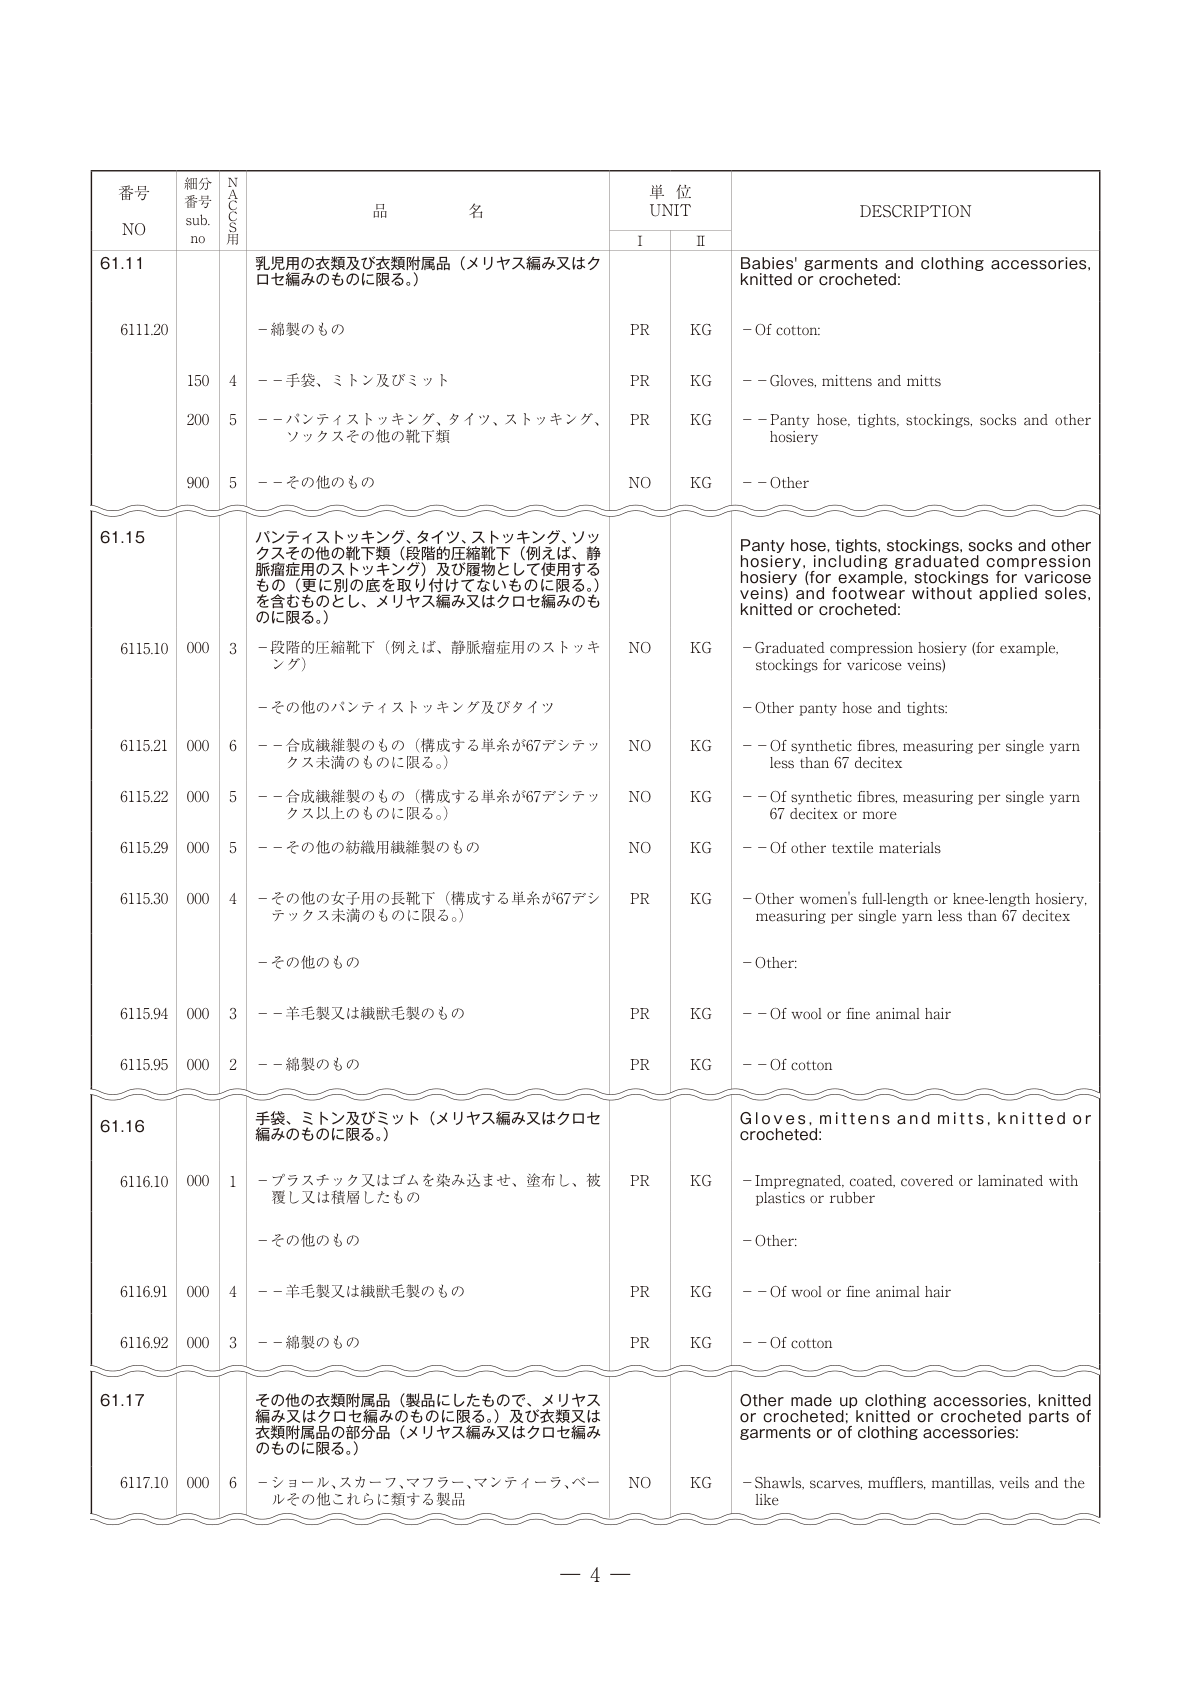 番号 細分 N 品 名 単 位 DESCRIPTION
番号 A
NO sub. C UNIT
no C
S
用 I II
61.11 乳児用の衣類及び衣類附属品（メリヤス編み又はク Babies' garments and clothing accessories,
ロセ編みのものに限る。） knitted or crocheted:
6111.20 －綿製のもの PR KG －Of cotton:
150 4 －－手袋、ミトン及びミット PR KG －－Gloves, mittens and mitts
200 5 －－パンティストッキング、タイツ、ストッキング、 PR KG －－Panty hose, tights, stockings, socks and other
ソックスその他の靴下類 hosiery
900 5 －－その他のもの NO KG －－Other
61.15 パンティストッキング、タイツ、ストッキング、ソッ Panty hose, tights, stockings, socks and other
クスその他の靴下類（段階的圧縮靴下（例えば、静 hosiery, including graduated compression
脈瘤症用のストッキング）及び履物として使用する hosiery (for example, stockings for varicose
もの（更に別の底を取り付けてないものに限る。） veins) and footwear without applied soles,
を含むものとし、メリヤス編み又はクロセ編みのも knitted or crocheted:
のに限る。）
6115.10 000 3 －段階的圧縮靴下（例えば、静脈瘤症用のストッキ NO KG －Graduated compression hosiery (for example,
ング） stockings for varicose veins)
－その他のパンティストッキング及びタイツ －Other panty hose and tights:
6115.21 000 6 －－合成繊維製のもの（構成する単糸が67デシテッ NO KG －－Of synthetic fibres, measuring per single yarn
クス未満のものに限る。） less than 67 decitex
6115.22 000 5 －－合成繊維製のもの（構成する単糸が67デシテッ NO KG －－Of synthetic fibres, measuring per single yarn
クス以上のものに限る。） 67 decitex or more
6115.29 000 5 －－その他の紡織用繊維製のもの NO KG －－Of other textile materials
6115.30 000 4 －その他の女子用の長靴下（構成する単糸が67デシ PR KG －Other women's full-length or knee-length hosiery,
テックス未満のものに限る。） measuring per single yarn less than 67 decitex
－その他のもの －Other:
6115.94 000 3 －－羊毛製又は繊獣毛製のもの PR KG －－Of wool or fine animal hair
6115.95 000 2 －－綿製のもの PR KG －－Of cotton
61.16 手袋、ミトン及びミット（メリヤス編み又はクロセ Gloves, mittens and mitts, knitted or
編みのものに限る。） crocheted:
6116.10 000 1 －プラスチック又はゴムを染み込ませ、塗布し、被 PR KG －Impregnated, coated, covered or laminated with
覆し又は積層したもの plastics or rubber
－その他のもの －Other:
6116.91 000 4 －－羊毛製又は繊獣毛製のもの PR KG －－Of wool or fine animal hair
6116.92 000 3 －－綿製のもの PR KG －－Of cotton
61.17 その他の衣類附属品（製品にしたもので、メリヤス Other made up clothing accessories, knitted
編み又はクロセ編みのものに限る。）及び衣類又は or crocheted; knitted or crocheted parts of
衣類附属品の部分品（メリヤス編み又はクロセ編み garments or of clothing accessories:
のものに限る。）
6117.10 000 6 －ショール、スカーフ、マフラー、マンティーラ、ベー NO KG －Shawls, scarves, mufflers, mantillas, veils and the
ルその他これらに類する製品 like
— 4 —